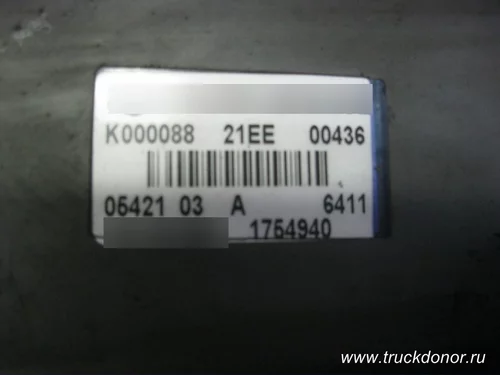 K000088 21EE 00436
05421 03 A 6411
1754940
www.truckdonor.ru